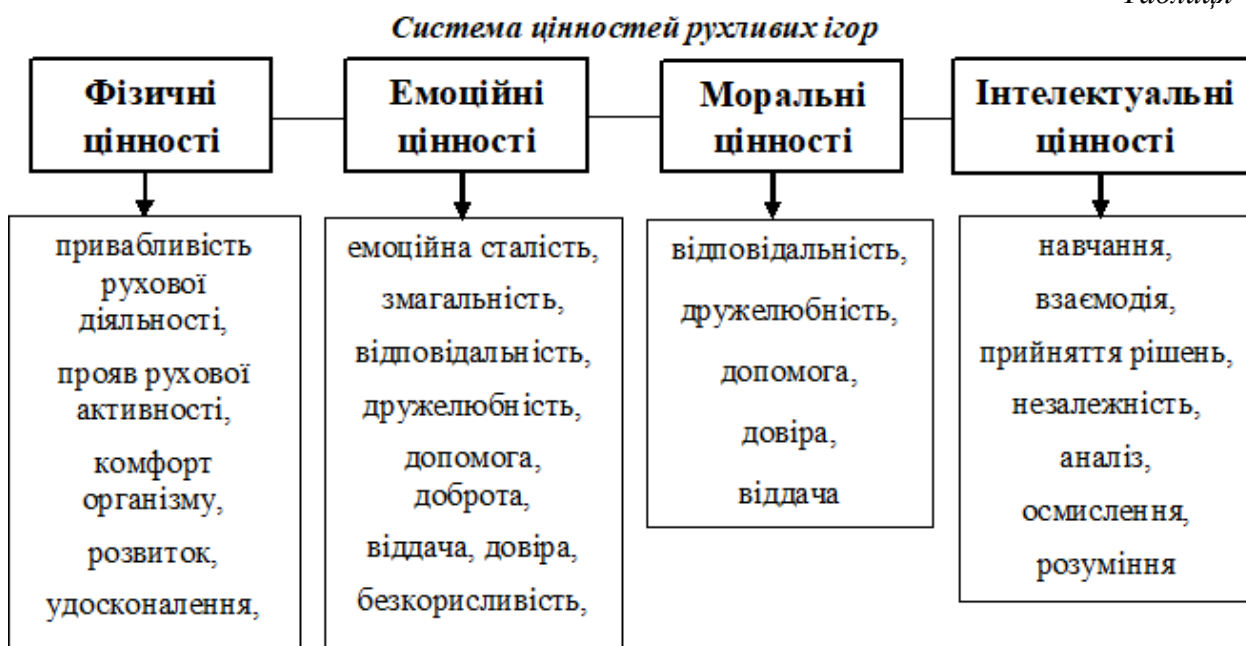 Система цінностей рухливих ігор
Фізичні
цінності
Емоційні
цінності
Моральні
цінності
Інтелектуальні
цінності
привабливість
рухової
діяльності,
прояв рухової
активності,
комфорт
організму,
розвиток,
удосконалення,
емоційна сталість,
змагальність,
відповідальність,
дружелюбність,
допомога,
доброта,
віддача, довіра,
безкорисливість,
відповідальність,
дружелюбність,
допомога,
довіра,
віддача
навчання,
взаємодія,
прийняття рішень,
незалежність,
аналіз,
осмислення,
розуміння